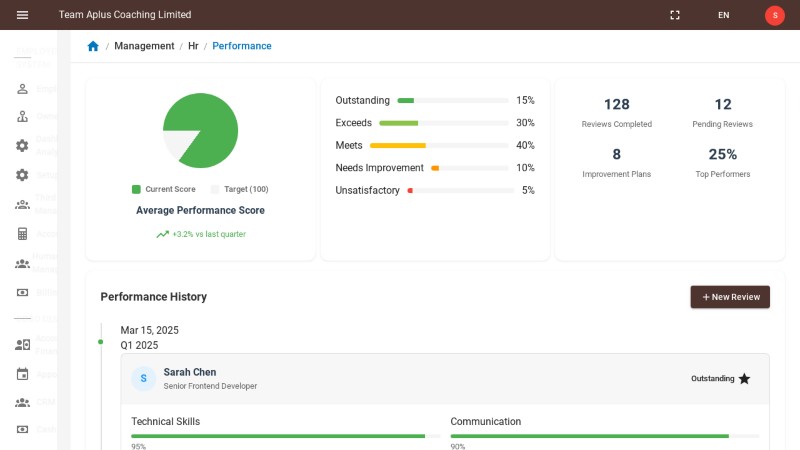 Team Aplus Coaching Limited
EN
S
/ Management / Hr / Performance
Current Score
Target (100)
Average Performance Score
+3.2% vs last quarter
Outstanding 15%
Exceeds 30%
Meets 40%
Needs Improvement 10%
Unsatisfactory 5%
128
Reviews Completed
12
Pending Reviews
8
Improvement Plans
25%
Top Performers
Performance History
+ New Review
Mar 15, 2025
Q1 2025
S
Sarah Chen
Senior Frontend Developer
Outstanding
Technical Skills
95%
Communication
90%